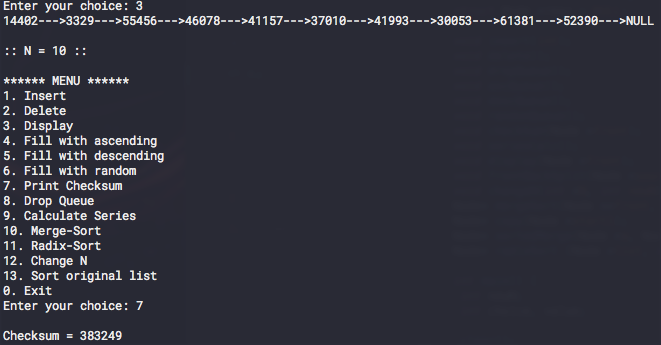 Enter your choice: 3
14402--->3329--->55456--->46078--->41157--->37010--->41993--->30053--->61381--->52390--->NULL
:: N = 10 ::
****** MENU ******
1. Insert
2. Delete
3. Display
4. Fill with ascending
5. Fill with descending
6. Fill with random
7. Print Checksum
8. Drop Queue
9. Calculate Series
10. Merge-Sort
11. Radix-Sort
12. Change N
13. Sort original list
0. Exit
Enter your choice: 7
Checksum = 383249